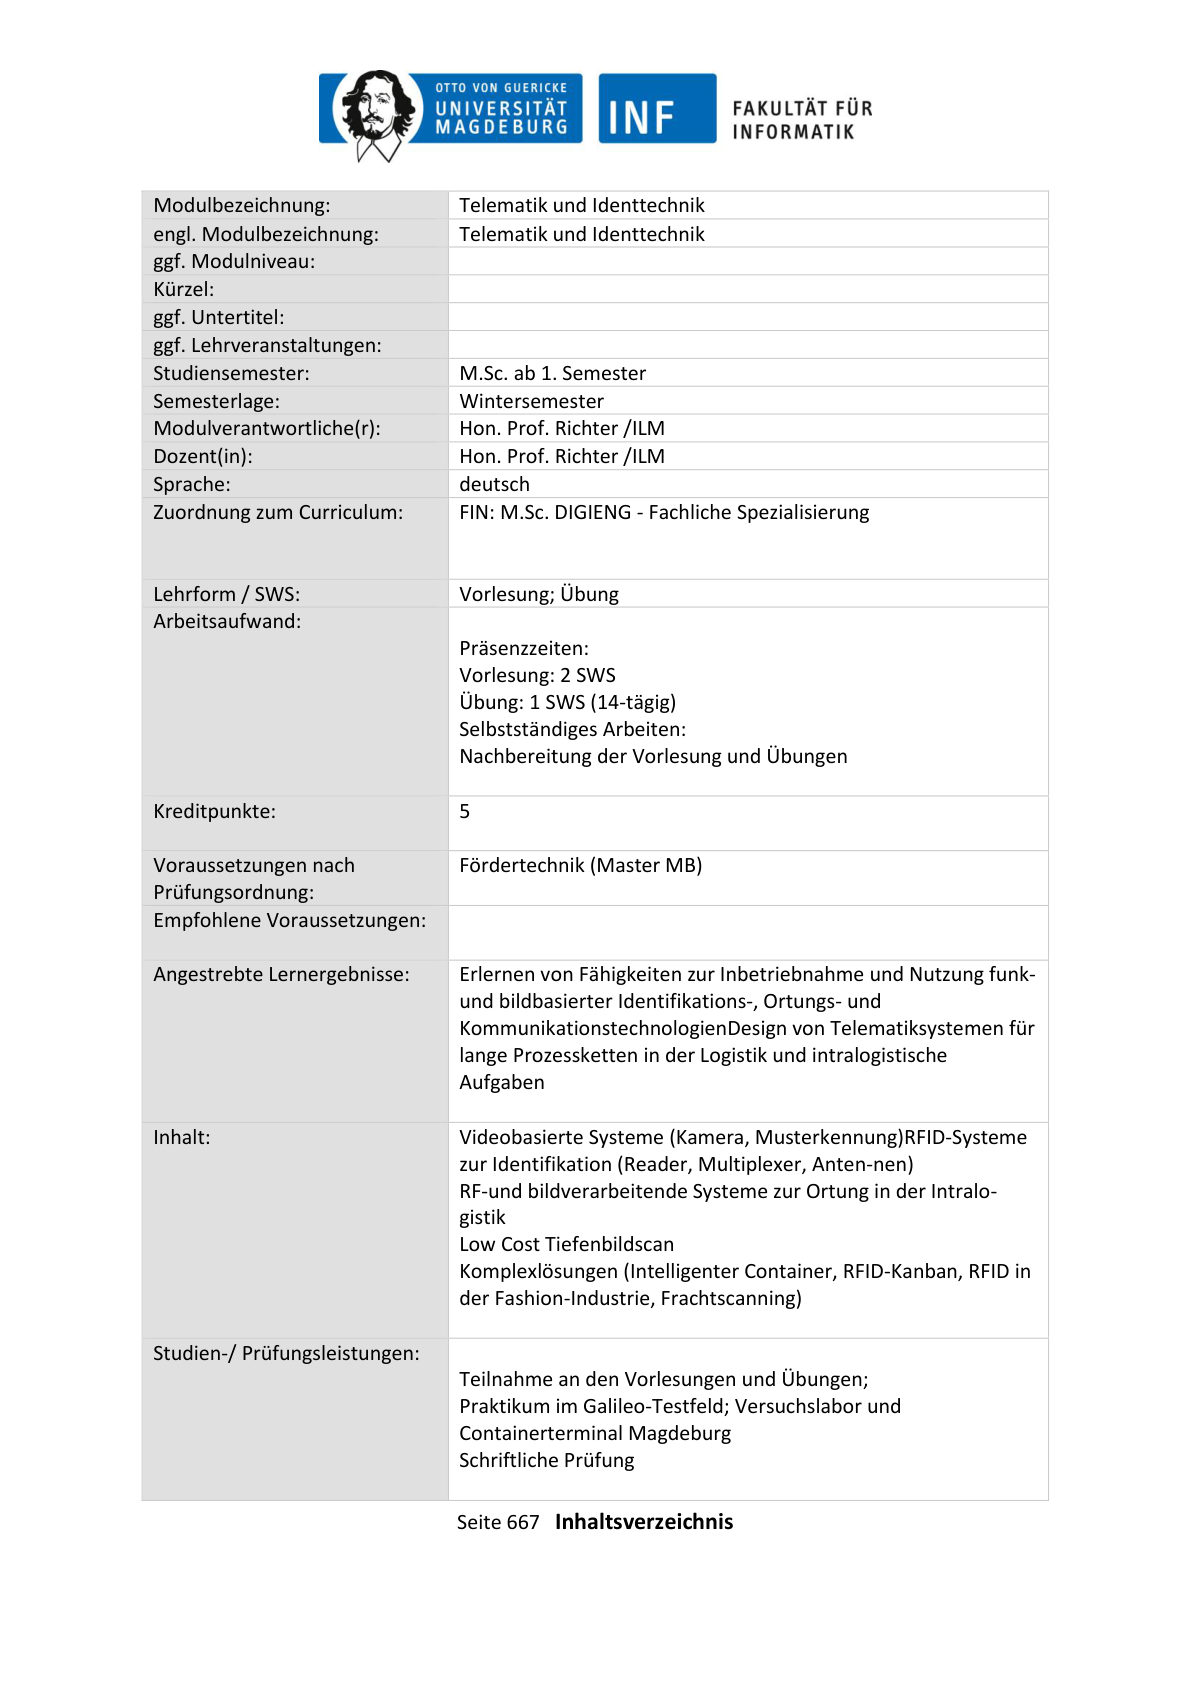 OTTO VON GUERICKE
UNIVERSITÄT
MAGDEBURG
INF
FAKULTÄT FÜR
INFORMATIK
Modulbezeichnung: Telematik und Identtechnik
engl. Modulbezeichnung: Telematik und Identtechnik
ggf. Modulniveau:
Kürzel:
ggf. Untertitel:
ggf. Lehrveranstaltungen:
Studiensemester: M.Sc. ab 1. Semester
Semesterlage: Wintersemester
Modulverantwortliche(r): Hon. Prof. Richter /ILM
Dozent(in): Hon. Prof. Richter /ILM
Sprache: deutsch
Zuordnung zum Curriculum: FIN: M.Sc. DIGIENG - Fachliche Spezialisierung
Lehrform / SWS: Vorlesung; Übung
Arbeitsaufwand:
Präsenzzeiten:
Vorlesung: 2 SWS
Übung: 1 SWS (14-tägig)
Selbstständiges Arbeiten:
Nachbereitung der Vorlesung und Übungen
Kreditpunkte: 5
Voraussetzungen nach
Prüfungsordnung:
Fördertechnik (Master MB)
Empfohlene Voraussetzungen:
Angestrebte Lernergebnisse: Erlernen von Fähigkeiten zur Inbetriebnahme und Nutzung funk-
und bildbasierter Identifikations-, Ortungs- und
KommunikationstechnologienDesign von Telematiksystemen für
lange Prozessketten in der Logistik und intralogistische
Aufgaben
Inhalt: Videobasierte Systeme (Kamera, Musterkennung)RFID-Systeme
zur Identifikation (Reader, Multiplexer, Anten-nen)
RF-und bildverarbeitende Systeme zur Ortung in der Intralo-
gistik
Low Cost Tiefenbildscan
Komplexlösungen (Intelligenter Container, RFID-Kanban, RFID in
der Fashion-Industrie, Frachtscanning)
Studien-/ Prüfungsleistungen:
Teilnahme an den Vorlesungen und Übungen;
Praktikum im Galileo-Testfeld; Versuchslabor und
Containerterminal Magdeburg
Schriftliche Prüfung
Seite 667 Inhaltsverzeichnis